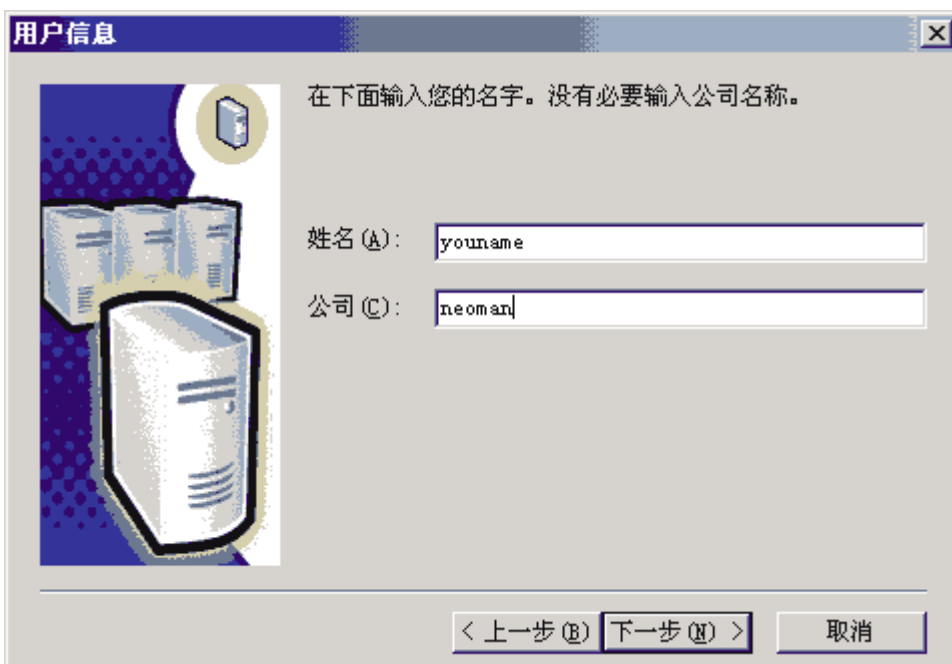 用户信息
在下面输入您的名字。没有必要输入公司名称。
姓名(A): youname
公司(C): neoman
< 上一步(B) 下一步(N) > 取消